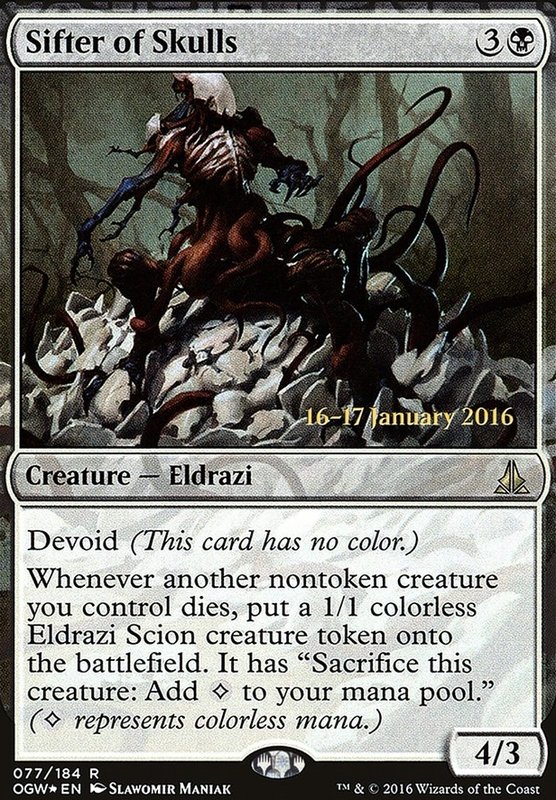 Sifter of Skulls 3
16–17 January 2016
Creature — Eldrazi
Devoid (This card has no color.)
Whenever another nontoken creature
you control dies, put a 1/1 colorless
Eldrazi Scion creature token onto
the battlefield. It has “Sacrifice this
creature: Add ◇ to your mana pool.”
(◇ represents colorless mana.)
4/3
077/184 R
OGW★EN Slawomir Maniak
™ & © 2016 Wizards of the Coast